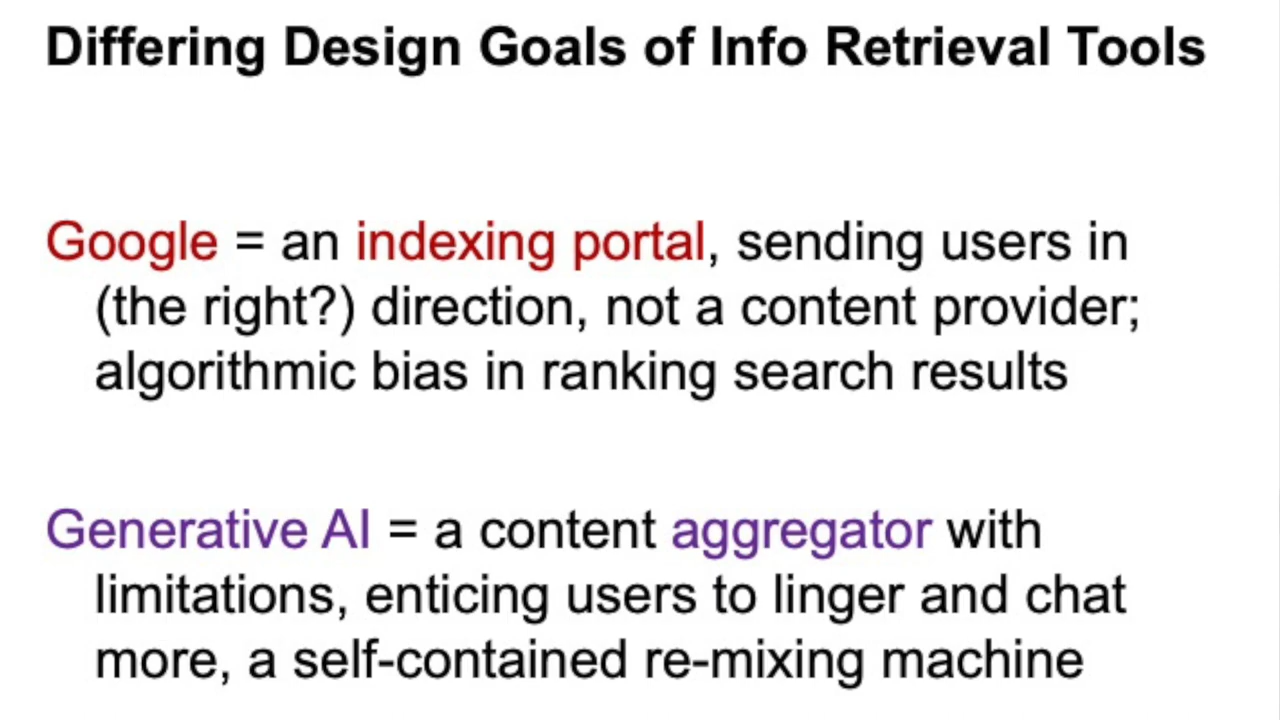 Differing Design Goals of Info Retrieval Tools
Google = an indexing portal, sending users in
(the right?) direction, not a content provider;
algorithmic bias in ranking search results
Generative AI = a content aggregator with
limitations, enticing users to linger and chat
more, a self-contained re-mixing machine